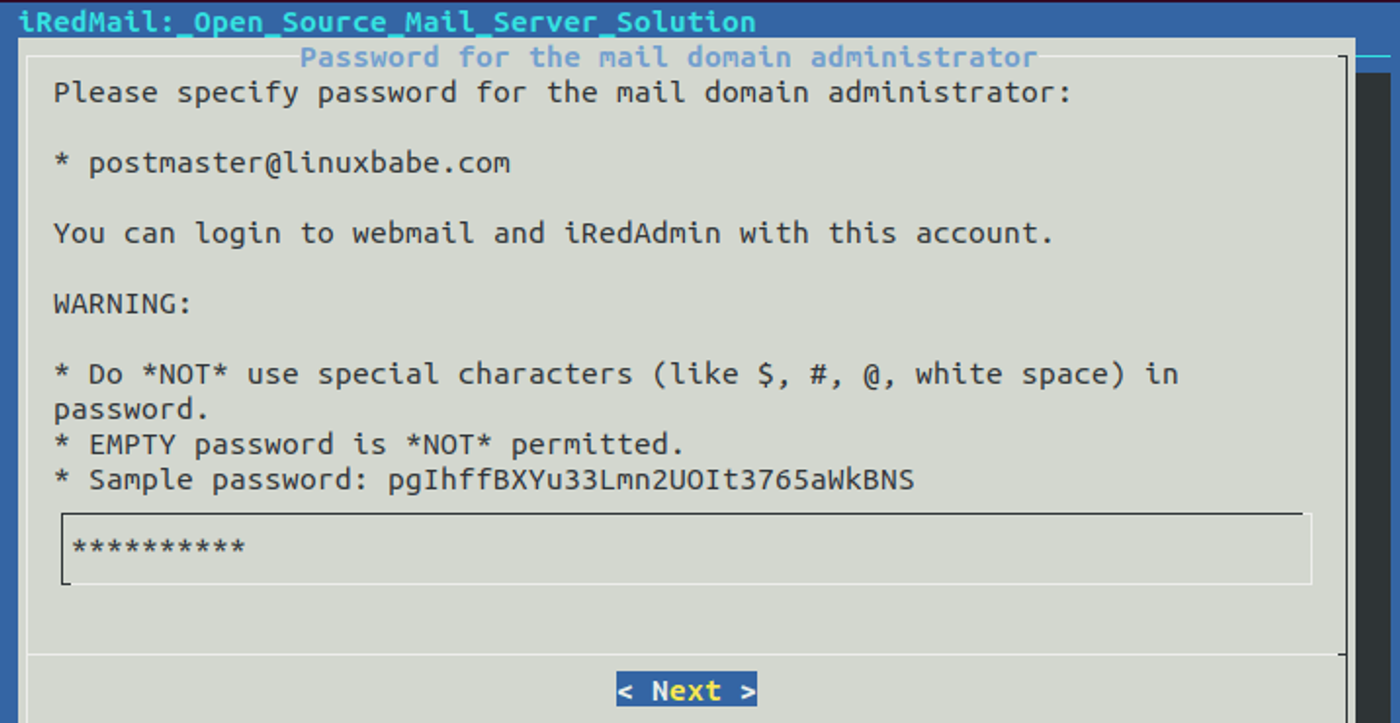 iRedMail:_Open_Source_Mail_Server_Solution
Password for the mail domain administrator
Please specify password for the mail domain administrator:
* postmaster@linuxbabe.com
You can login to webmail and iRedAdmin with this account.
WARNING:
* Do *NOT* use special characters (like $, #, @, white space) in
password.
* EMPTY password is *NOT* permitted.
* Sample password: pgIhffBXYu33Lmn2UOIt3765aWkBNS
**********
< Next >